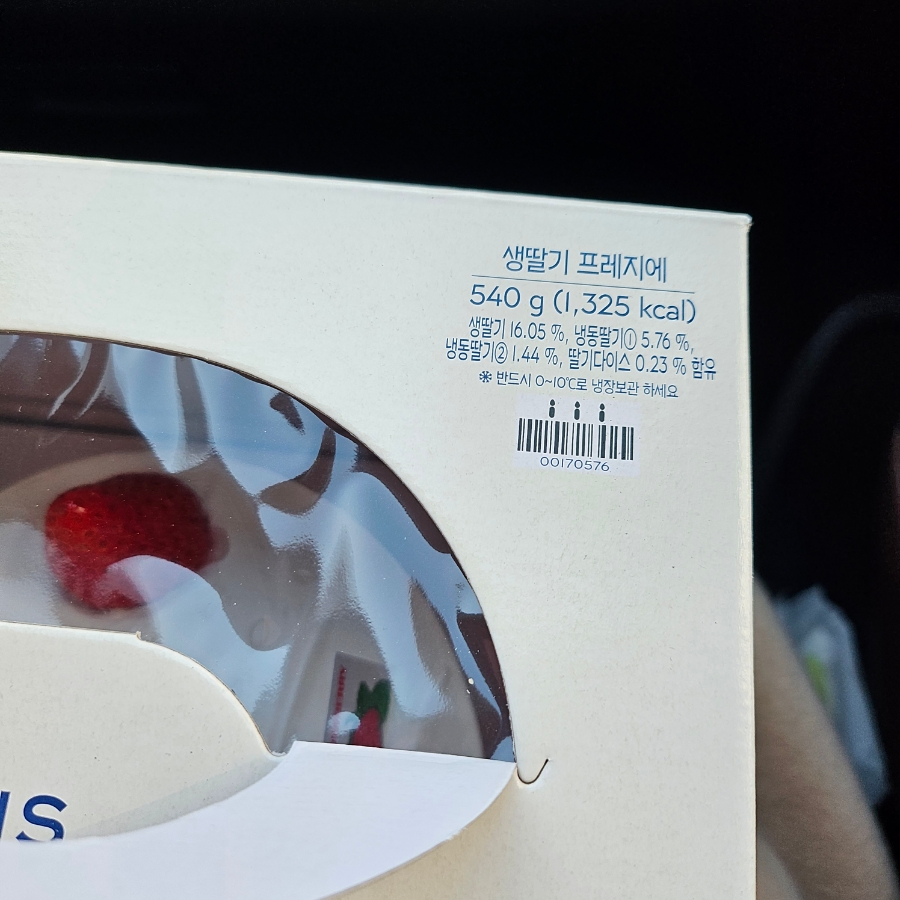 생딸기 프레지에
540 g (1,325 kcal)
생딸기 16.05 %, 냉동딸기① 5.76 %,
냉동딸기② 1.44 %, 딸기다이스 0.23 % 함유
※ 반드시 0~10℃로 냉장보관 하세요
00170576
IS